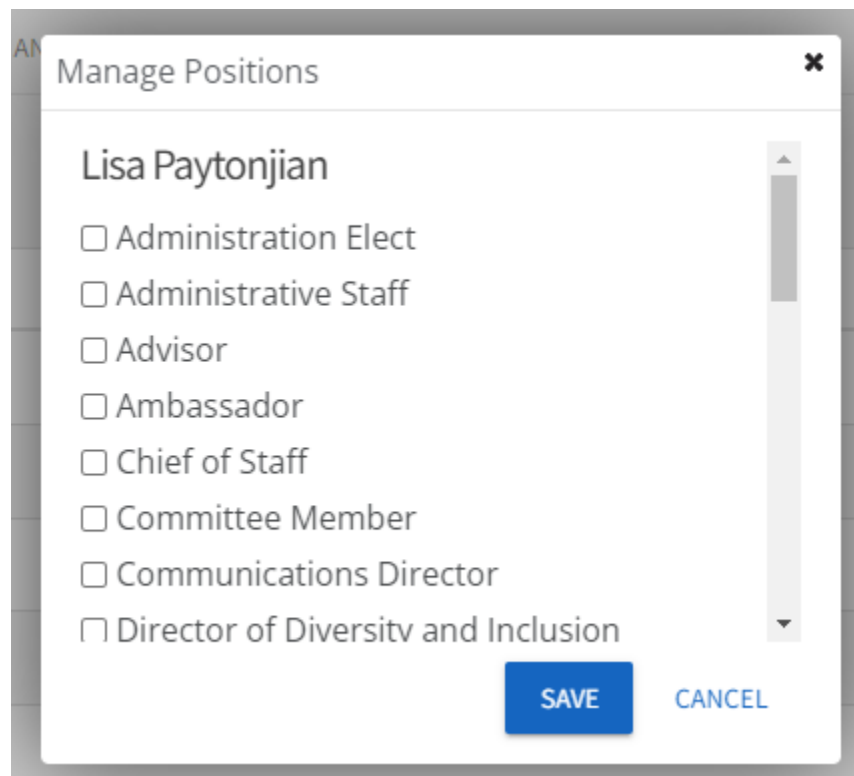 AN
Manage Positions
Lisa Paytonjian
Administration Elect
Administrative Staff
Advisor
Ambassador
Chief of Staff
Committee Member
Communications Director
Director of Diversity and Inclusion
SAVE CANCEL